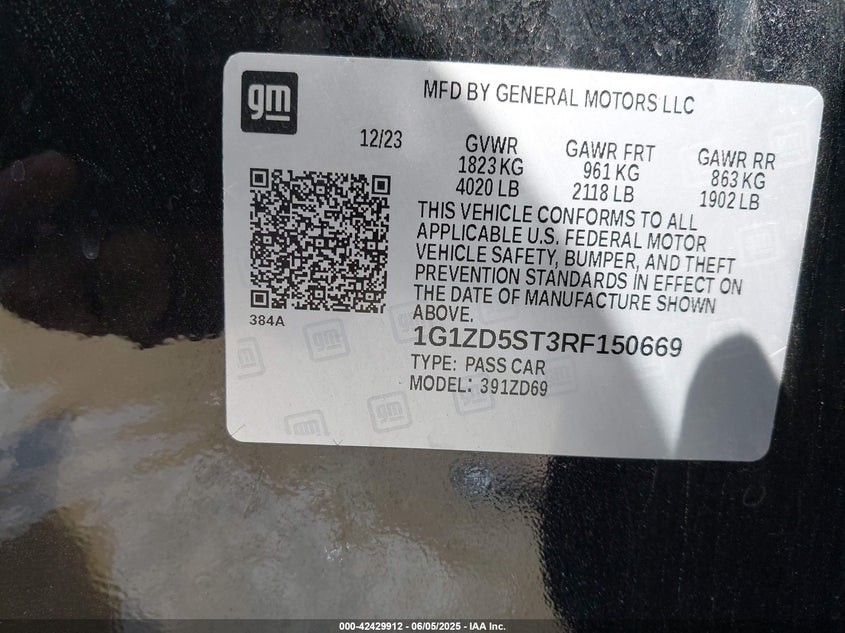 gm
MFD BY GENERAL MOTORS LLC
12/23
GVWR
1823 KG
4020 LB
GAWR FRT
961 KG
2118 LB
GAWR RR
863 KG
1902 LB
THIS VEHICLE CONFORMS TO ALL
APPLICABLE U.S. FEDERAL MOTOR
VEHICLE SAFETY, BUMPER, AND THEFT
PREVENTION STANDARDS IN EFFECT ON
THE DATE OF MANUFACTURE SHOWN
ABOVE.
384A
1G1ZD5ST3RF150669
TYPE: PASS CAR
MODEL: 391ZD69
000-42429912 - 06/05/2025 - IAA Inc.